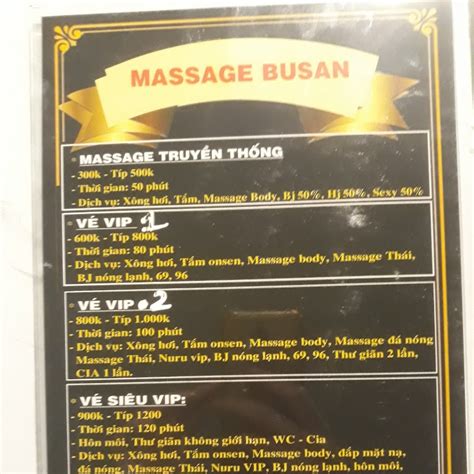 MASSAGE BUSAN
* MASSAGE TRUYỀN THỐNG
- 300k - Típ 500k
- Thời gian: 50 phút
- Dịch vụ: Xông hơi, Tắm, Massage Body, Bj 50%, Hj 50%, Sexy 50%
* VÉ VIP 1
- 600k - Típ 800k
- Thời gian: 80 phút
- Dịch vụ: Xông hơi, Tắm onsen, Massage body, Massage Thái,
BJ nóng lạnh, 69, 96
* VÉ VIP .2
- 800k - Típ 1.000k
- Thời gian: 100 phút
- Dịch vụ: Xông hơi, Tắm onsen, Massage body, Massage đá nóng
Massage Thái, Nuru vip, BJ nóng lạnh, 69, 96, Thư giãn 2 lần,
CIA 1 lần.
* VÉ SIÊU VIP:
- 900k - Típ 1200
- Thời gian: 120 phút
- Hôn môi, Thư giãn không giới hạn, WC - Cia
- Dịch vụ: Xông hơi, Tắm onsen, Massage body, đắp mặt nạ,
đá nóng, Massage Thái, Nuru VIP, BJ nóng lạnh, hôn môi,